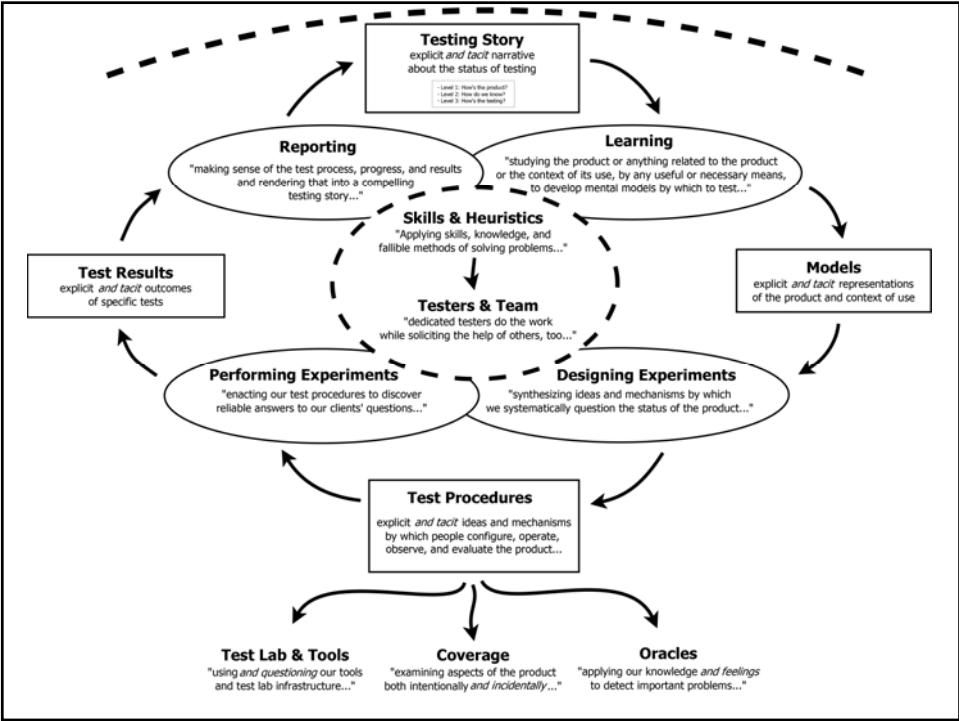 Testing Story
explicit and tacit narrative
about the status of testing
- Level 1: How's the product?
- Level 2: How do we know?
- Level 3: How's the testing?
Reporting
"making sense of the test process, progress, and results
and rendering that into a compelling
testing story..."
Learning
"studying the product or anything related to the product
or the context of its use, by any useful or necessary means,
to develop mental models by which to test..."
Skills & Heuristics
"Applying skills, knowledge, and
fallible methods of solving problems..."
Test Results
explicit and tacit outcomes
of specific tests
Testers & Team
"dedicated testers do the work
while soliciting the help of others, too..."
Models
explicit and tacit representations
of the product and context of use
Performing Experiments
"enacting our test procedures to discover
reliable answers to our clients' questions..."
Designing Experiments
"synthesizing ideas and mechanisms by which
we systematically question the status of the product..."
Test Procedures
explicit and tacit ideas and mechanisms
by which people configure, operate,
observe, and evaluate the product...
Test Lab & Tools
"using and questioning our tools
and test lab infrastructure..."
Coverage
"examining aspects of the product
both intentionally and incidentally..."
Oracles
"applying our knowledge and feelings
to detect important problems..."